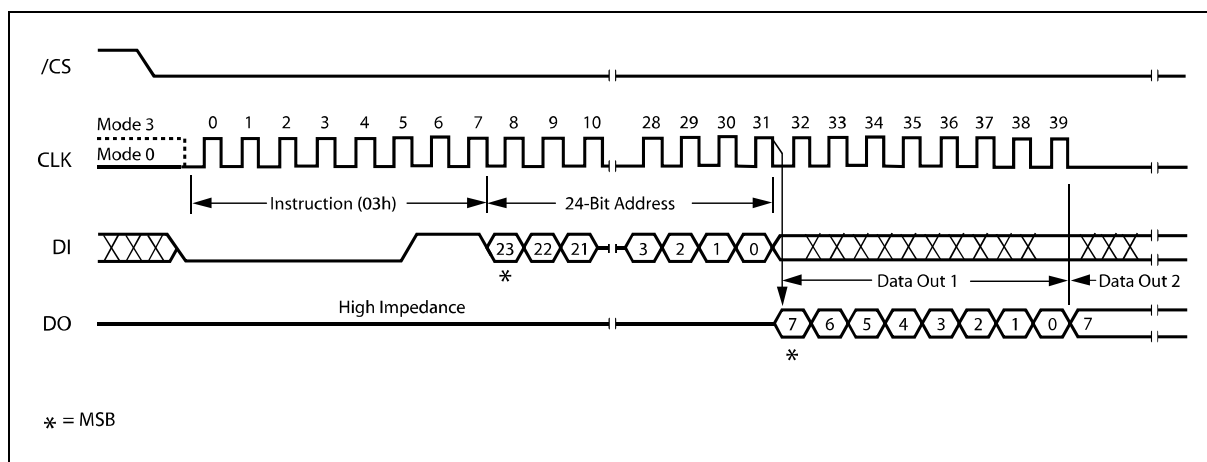 /CS
Mode 3
0 1 2 3 4 5 6 7 8 9 10 28 29 30 31 32 33 34 35 36 37 38 39
CLK
Mode 0
Instruction (03h) 24-Bit Address
DI 23 22 21 3 2 1 0
*
Data Out 1 Data Out 2
High Impedance
DO 7 6 5 4 3 2 1 0 7
*
* = MSB